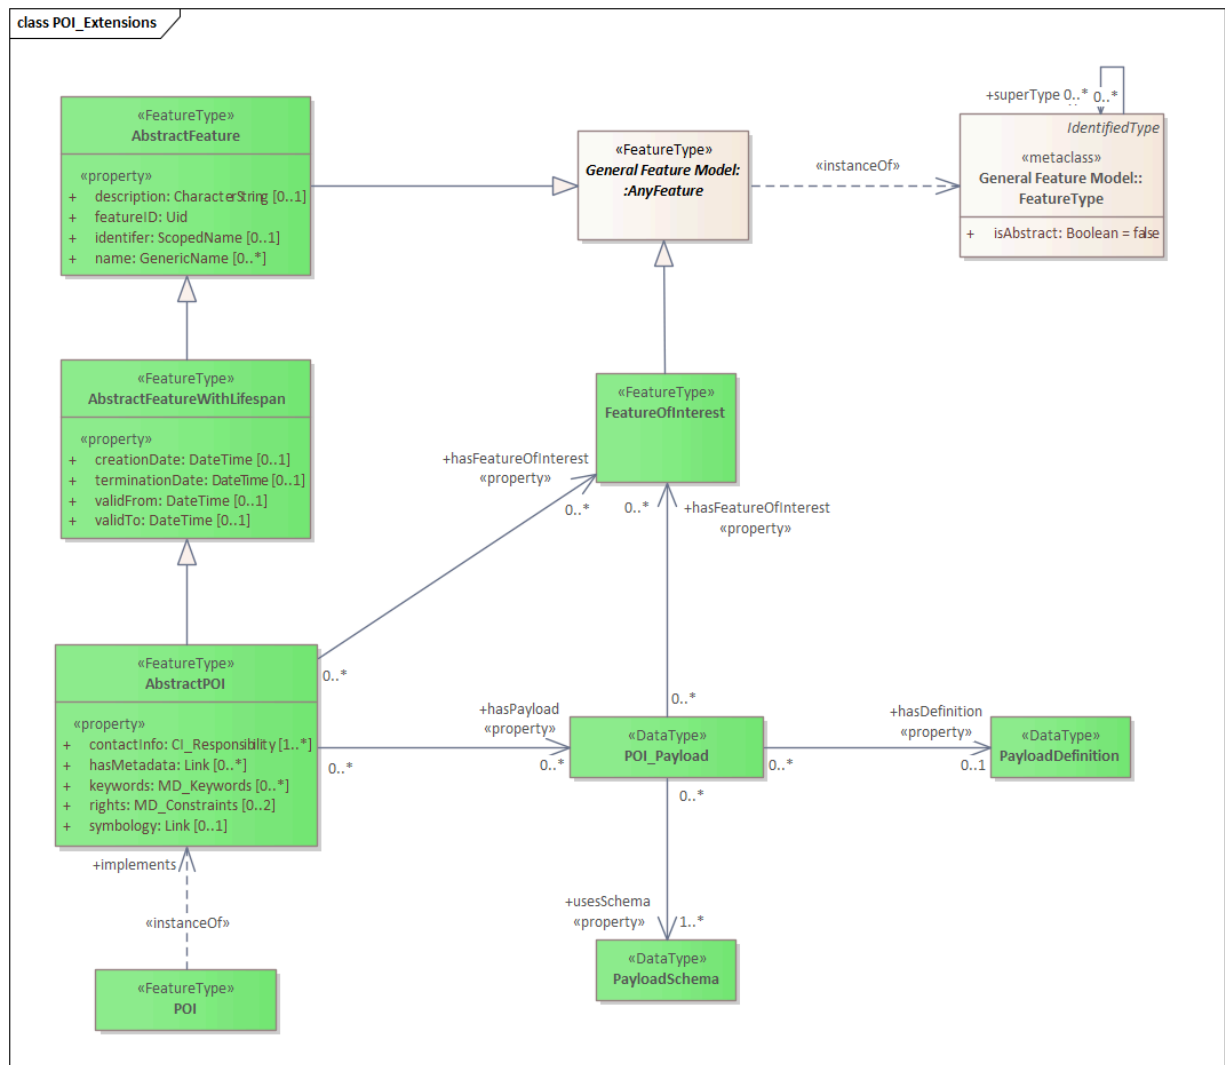 class POI_Extensions
«FeatureType»
AbstractFeature
«property»
+ description: CharacterString [0..1]
+ featureID: Uid
+ identifer: ScopedName [0..1]
+ name: GenericName [0..*]
«FeatureType»
General Feature Model:
:AnyFeature
«instanceOf»
+superType 0..* 0..*
IdentifiedType
«metaclass»
General Feature Model::
FeatureType
+ isAbstract: Boolean = false
«FeatureType»
AbstractFeatureWithLifespan
«property»
+ creationDate: DateTime [0..1]
+ terminationDate: DateTime [0..1]
+ validFrom: DateTime [0..1]
+ validTo: DateTime [0..1]
«FeatureType»
FeatureOfInterest
+hasFeatureOfInterest
«property»
0..*
0..*
+hasFeatureOfInterest
«property»
«FeatureType»
AbstractPOI
«property»
+ contactInfo: CI_Responsibility [1..*]
+ hasMetadata: Link [0..*]
+ keywords: MD_Keywords [0..*]
+ rights: MD_Constraints [0..2]
+ symbology: Link [0..1]
0..*
0..*
+hasPayload
«property»
0..*
0..*
«DataType»
POI_Payload
+hasDefinition
«property»
0..*
0..1
«DataType»
PayloadDefinition
0..*
+implements
«instanceOf»
+usesSchema
«property»
1..*
«FeatureType»
POI
«DataType»
PayloadSchema